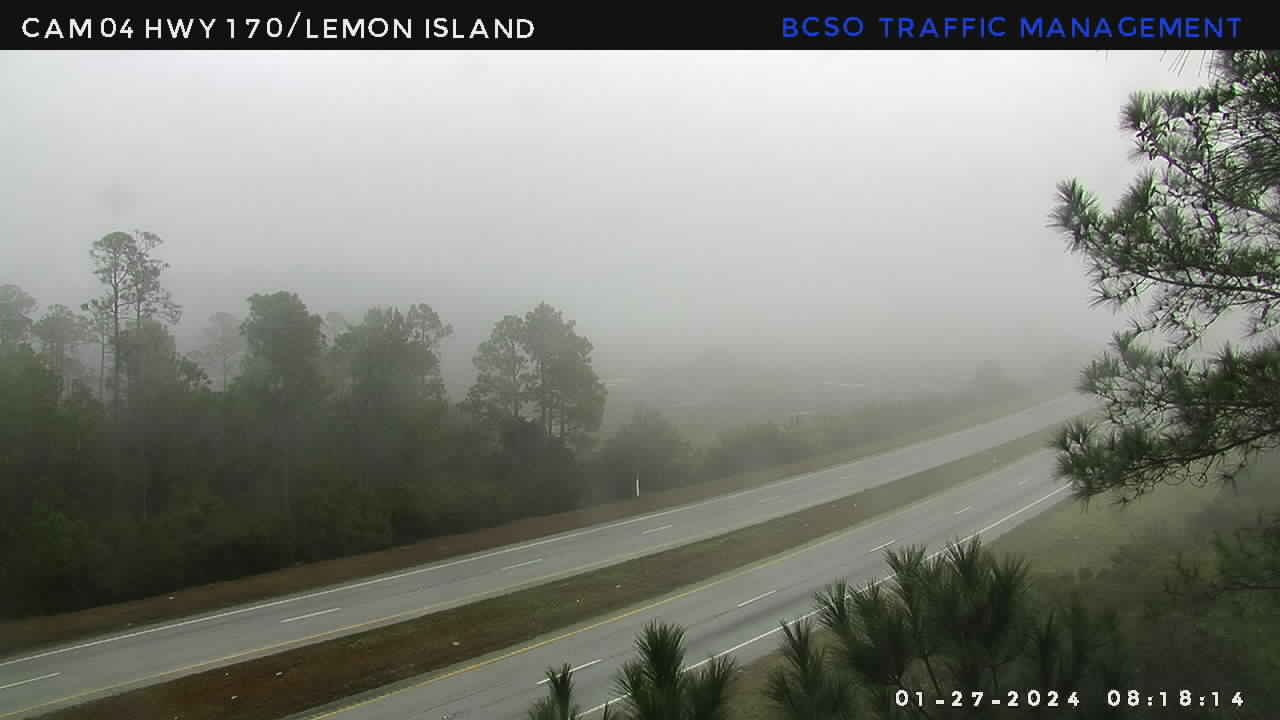 CAM04 HWY 170/LEMON ISLAND
BCSO TRAFFIC MANAGEMENT
01-27-2024 08:18:14